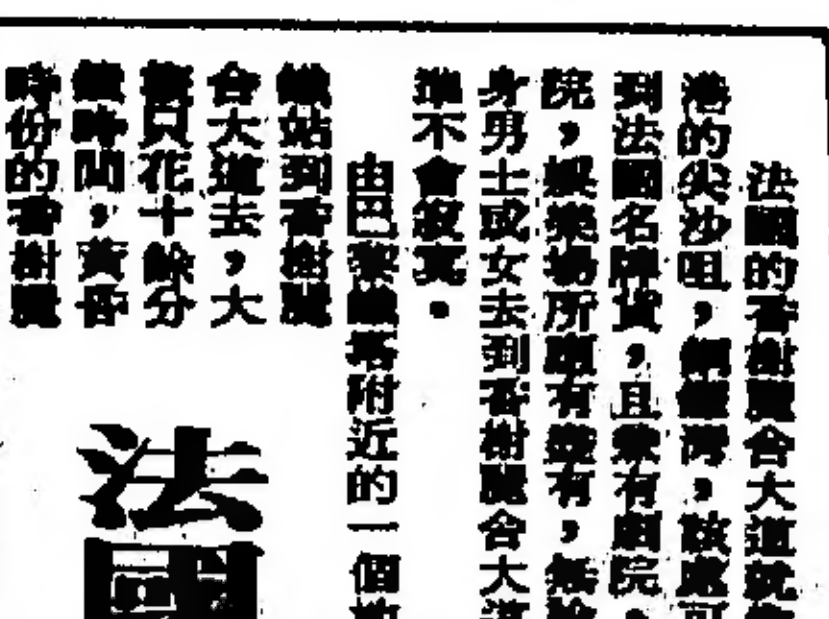 法國的香榭麗合大道就
港的尖沙咀，銅鑼灣，該處可
到法國名牌貨，且兼有劇院，
院，娛樂場所應有盡有，無論
身男士或女去到香榭麗合大道
準不會寂寞。
由巴黎鐵塔附近的一個
鐵站到香榭麗
合大道去，大
概只花十餘分
鐘時間，黃昏
時份的香榭麗
法國